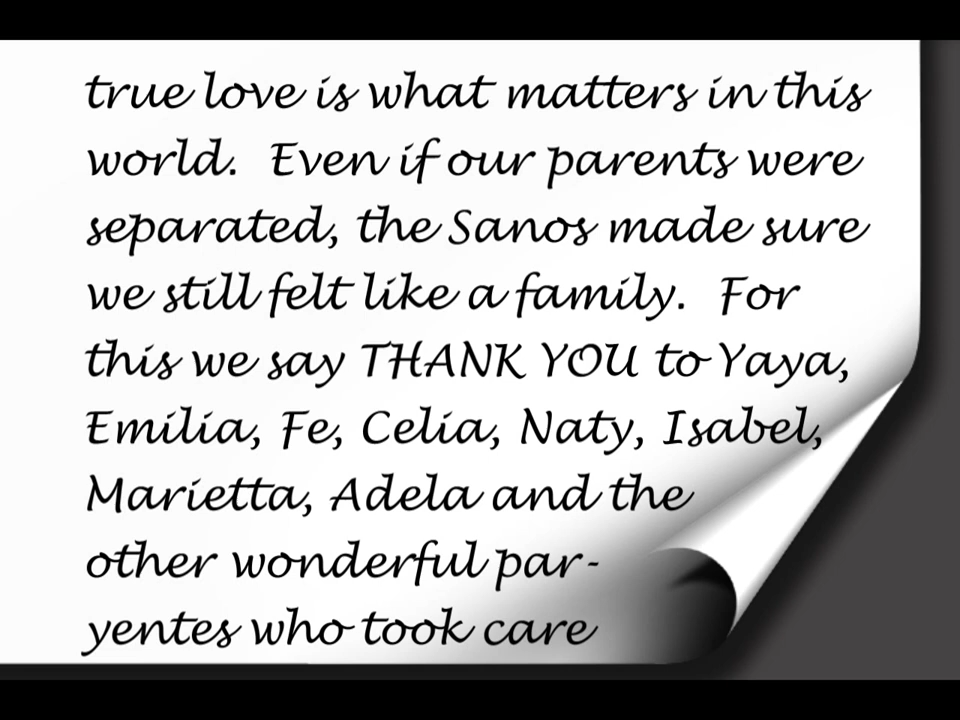 true love is what matters in this
world. Even if our parents were
separated, the Sanos made sure
we still felt like a family. For
this we say THANK YOU to Yaya,
Emilia, Fe, Celia, Naty, Isabel,
Marietta, Adela and the
other wonderful par-
yentes who took care